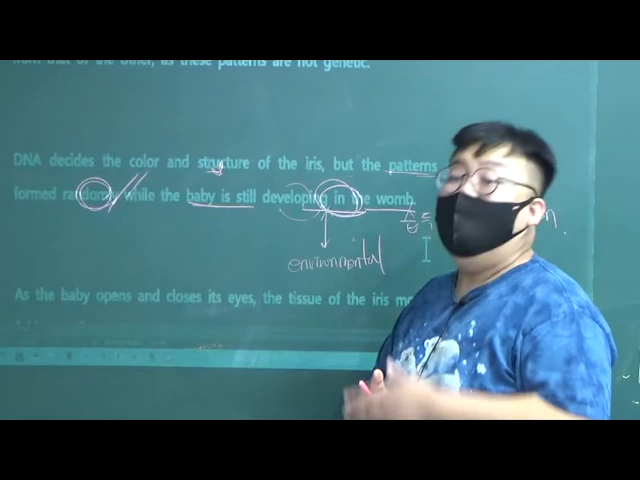 from that of the other, as these patterns are not genetic.
DNA decides the color and structure of the iris, but the patterns
formed randomly while the baby is still developing in the womb.
environmental
As the baby opens and closes its eyes, the tissue of the iris